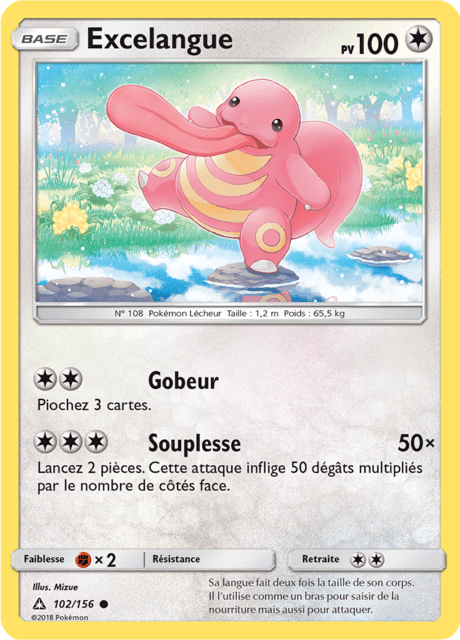 BASE Excelangue PV 100
N° 108 Pokémon Lécheur Taille : 1,2 m Poids : 65,5 kg
Gobeur
Piochez 3 cartes.
Souplesse 50×
Lancez 2 pièces. Cette attaque inflige 50 dégâts multipliés
par le nombre de côtés face.
Faiblesse × 2 Résistance Retraite
Illus. Mizue
102/156
©2018 Pokémon
Sa langue fait deux fois la taille de son corps.
Il l'utilise comme un bras pour saisir de la
nourriture mais aussi pour attaquer.